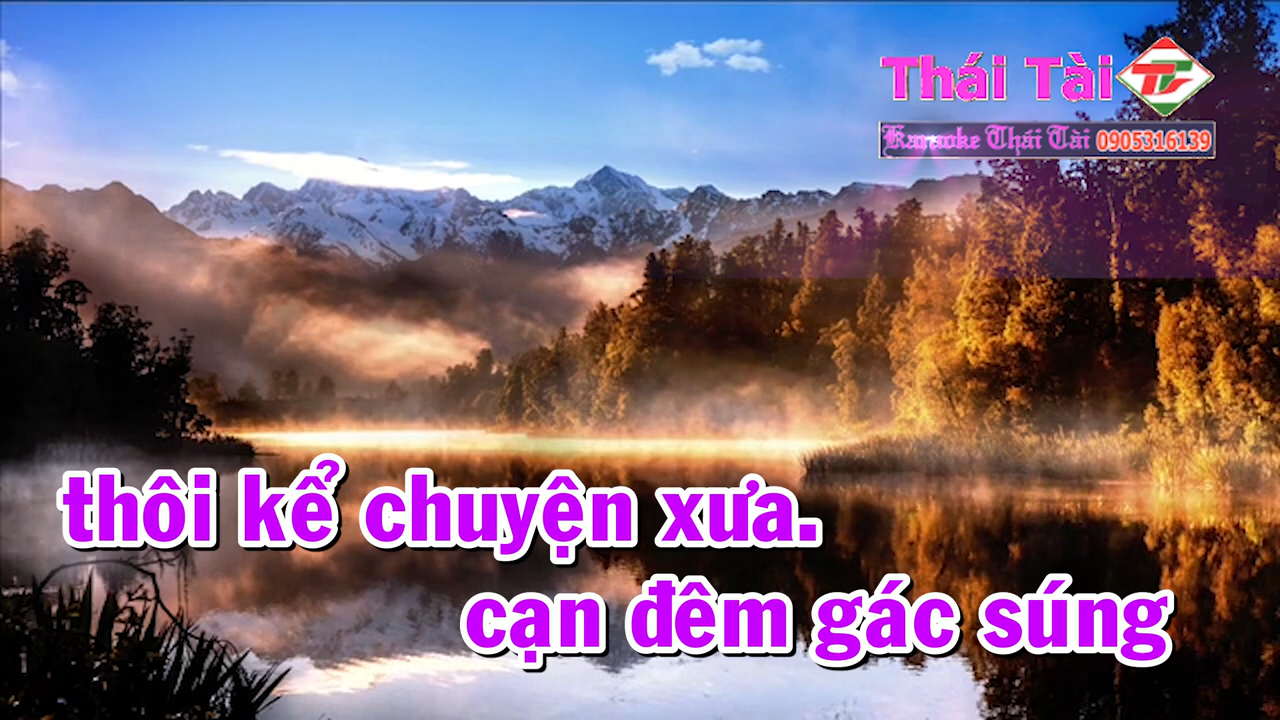 Thái Tài
Karaoke Thái Tài 0905316139
thôi kể chuyện xưa.
cạn đêm gác súng